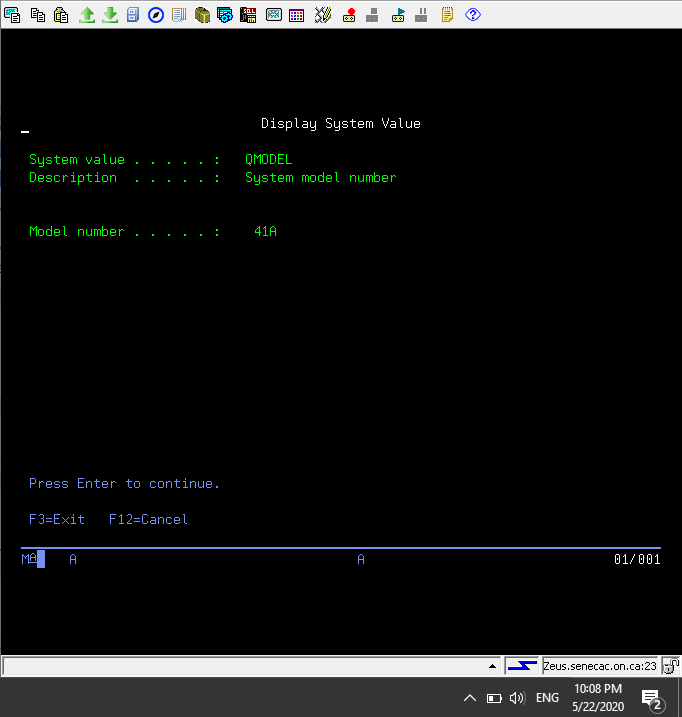 Display System Value
System value . . . . . :   QMODEL
Description  . . . . . :   System model number
Model number . . . . . :    41A
Press Enter to continue.
F3=Exit   F12=Cancel
MA    A    A    01/001
Zeus.senecac.on.ca:23
ENG    10:08 PM
5/22/2020    2